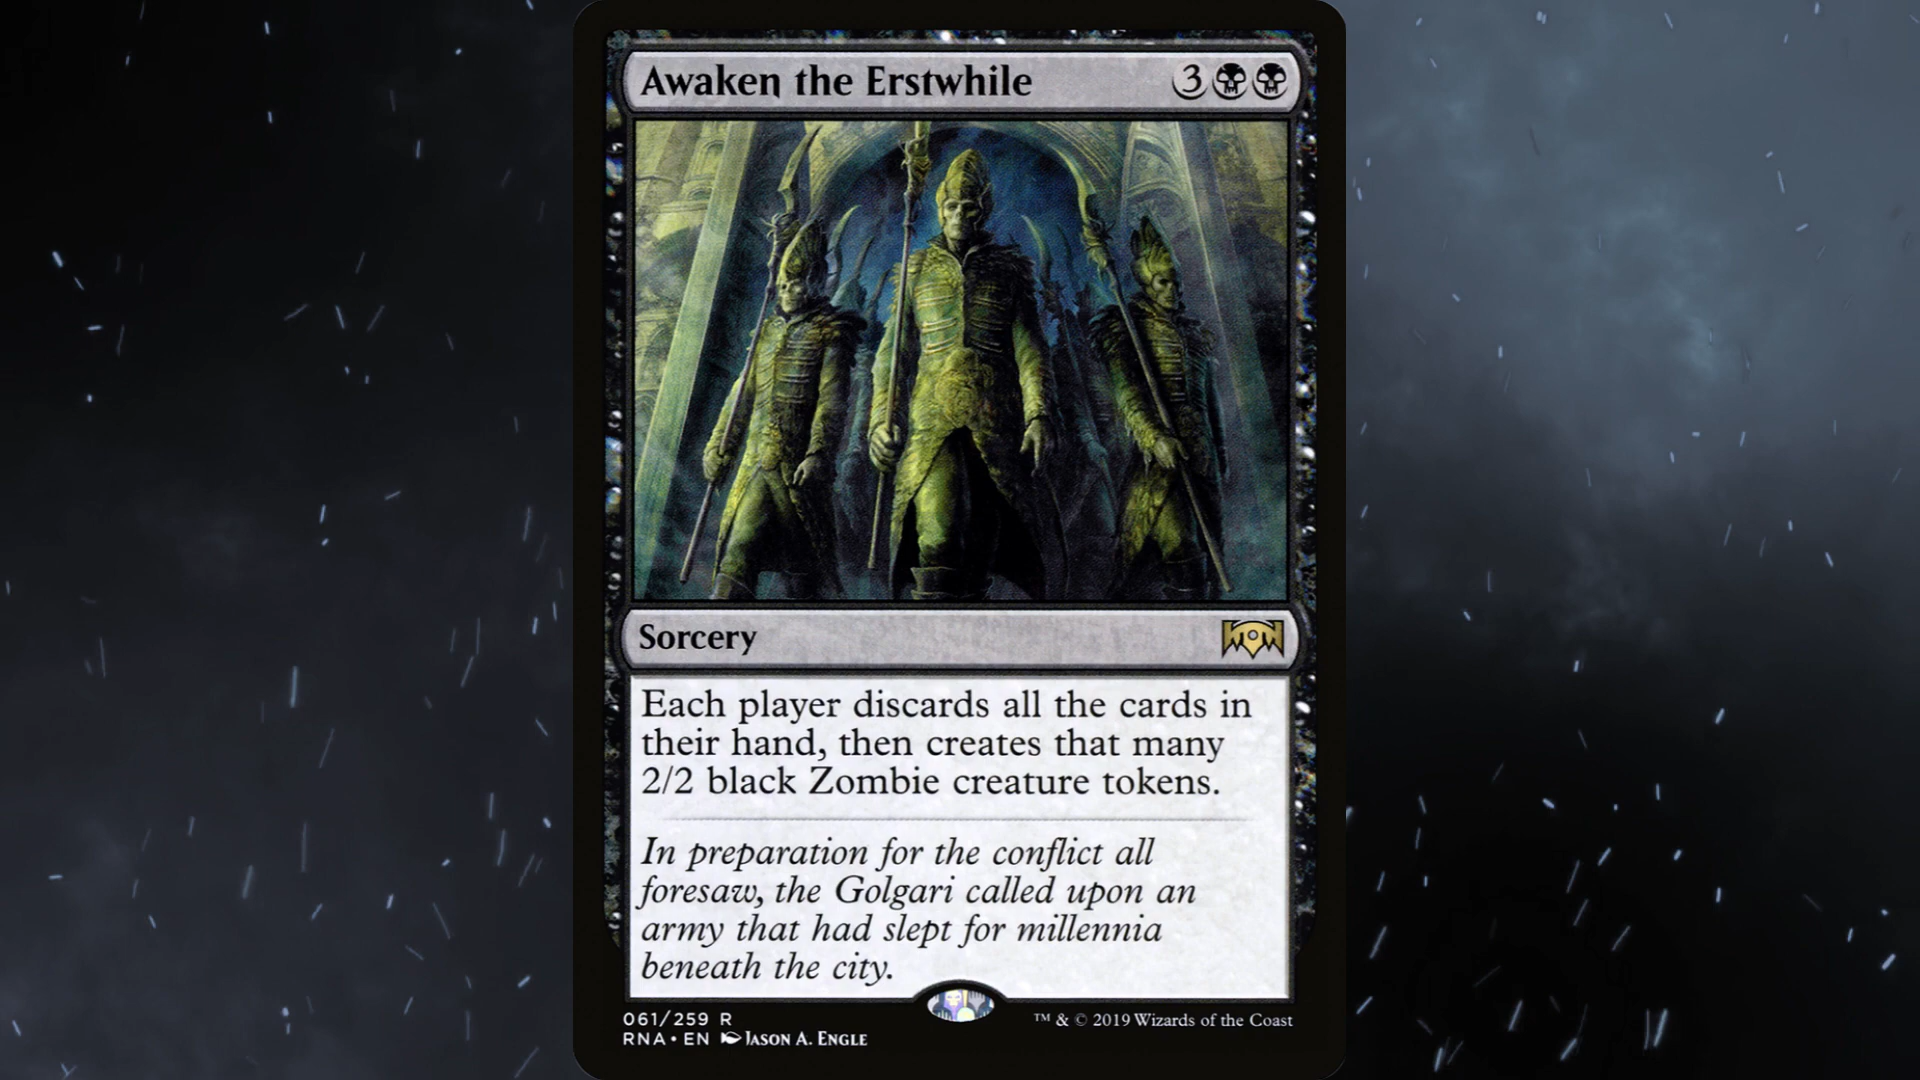 Awaken the Erstwhile 3
Sorcery
Each player discards all the cards in
their hand, then creates that many
2/2 black Zombie creature tokens.
In preparation for the conflict all
foresaw, the Golgari called upon an
army that had slept for millennia
beneath the city.
061/259 R
RNA • EN JASON A. ENGLE
™ & © 2019 Wizards of the Coast